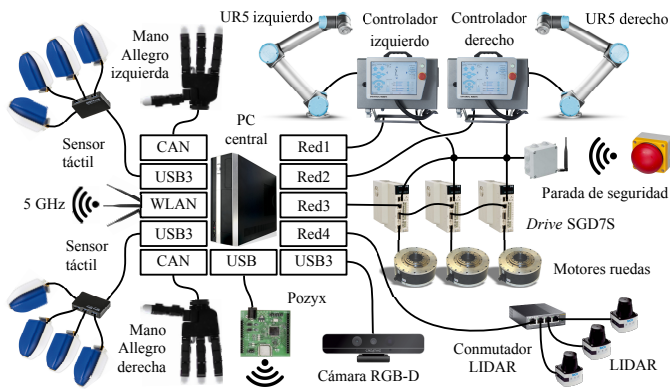 UR5 izquierdo
Controlador
izquierdo
Controlador
derecho
UR5 derecho
Mano
Allegro
izquierda
Sensor
táctil
PC
central
CAN
USB3
WLAN
USB3
CAN
USB
USB3
Red1
Red2
Red3
Red4
5 GHz
Sensor
táctil
Parada de seguridad
Drive SGD7S
Motores ruedas
Mano
Allegro
derecha
Pozyx
Cámara RGB-D
Conmutador
LIDAR
LIDAR